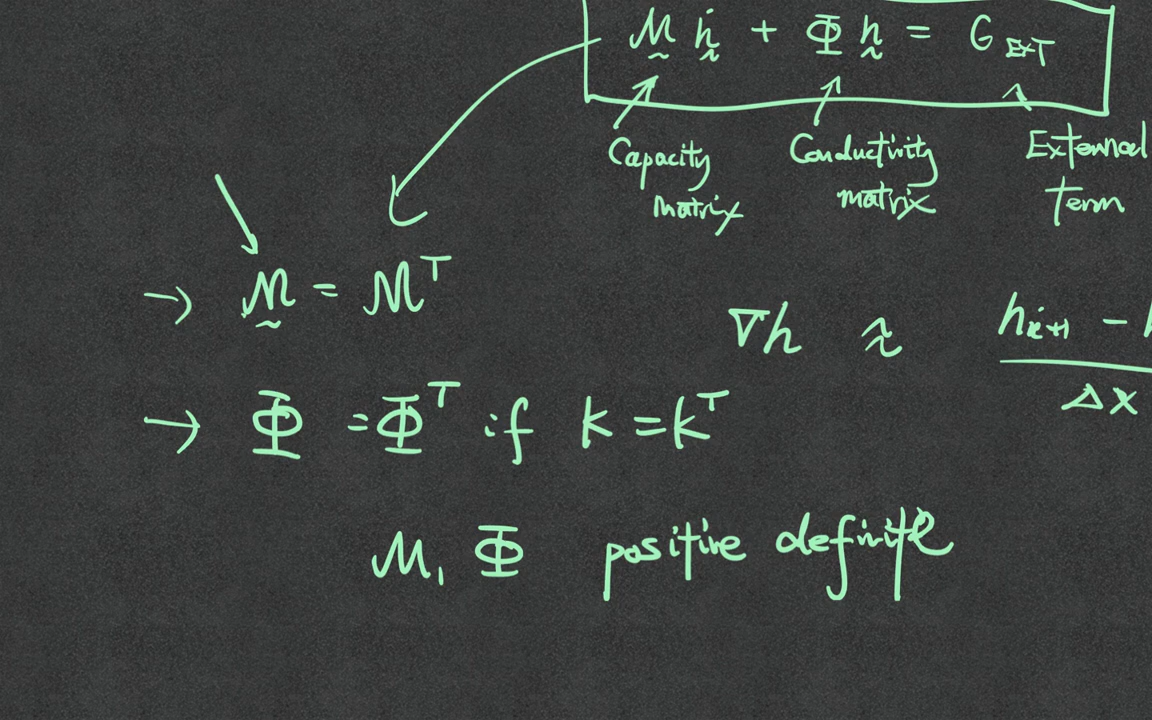 M ḣ + Φ h = G EXT
Capacity matrix
Conductivity matrix
External term
→ M = M^T
∇h ≈ h_{i+1} - h
Δx
→ Φ = Φ^T if k = k^T
M, Φ positive definite